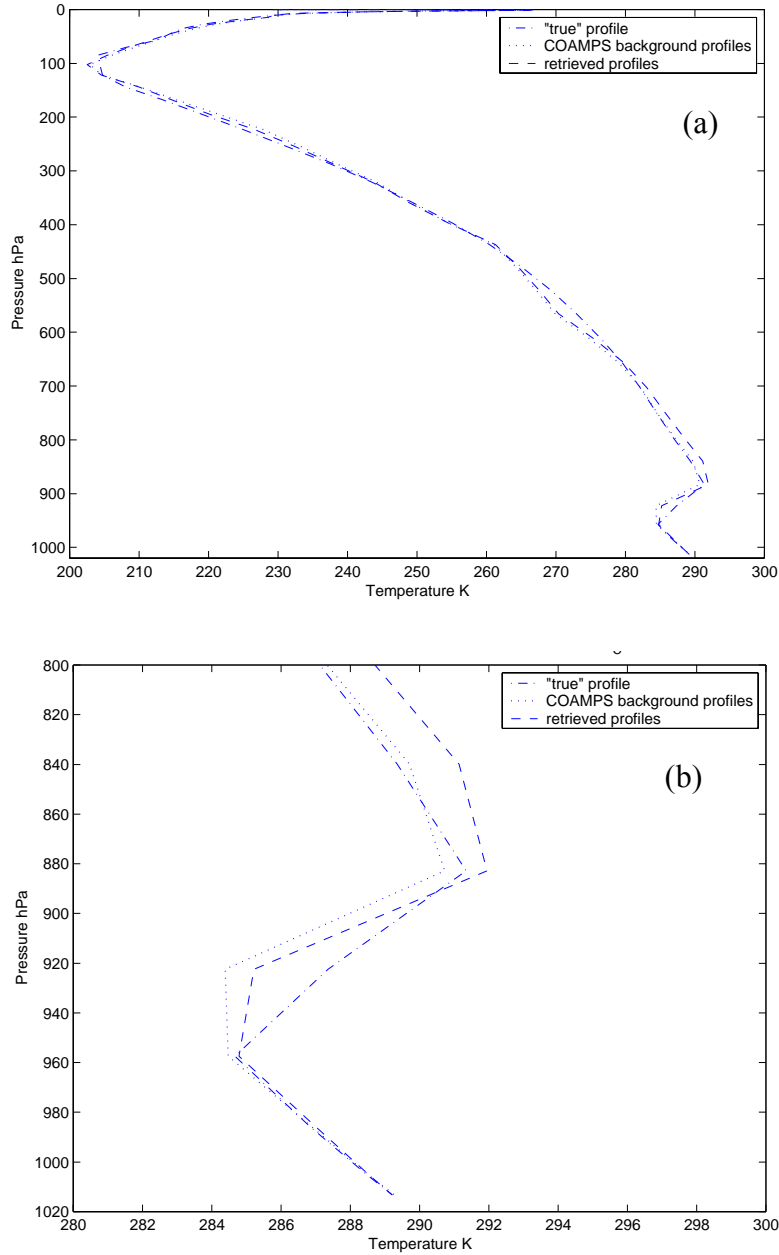 0
100
200
300
400
500
600
700
800
900
1000
Pressure hPa
"true" profile
COAMPS background profiles
retrieved profiles
(a)
200 210 220 230 240 250 260 270 280 290 300
Temperature K
800
820
840
860
880
900
920
940
960
980
1000
1020
Pressure hPa
"true" profile
COAMPS background profiles
retrieved profiles
(b)
280 282 284 286 288 290 292 294 296 298 300
Temperature K